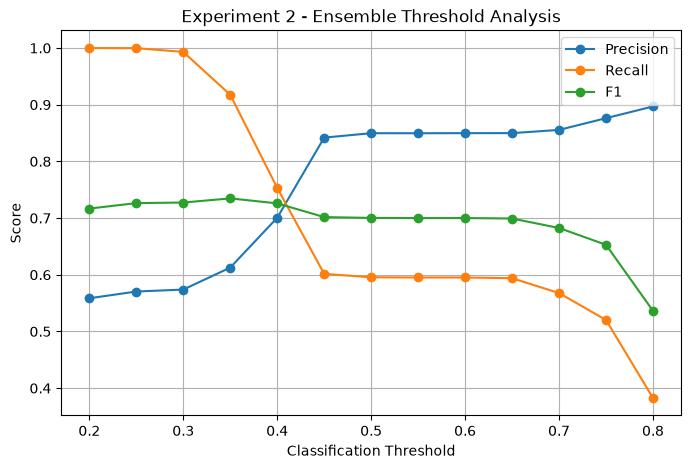 Experiment 2 - Ensemble Threshold Analysis
Precision
Recall
F1
1.0
0.9
0.8
0.7
0.6
0.5
0.4
Score
0.2
0.3
0.4
0.5
0.6
0.7
0.8
Classification Threshold